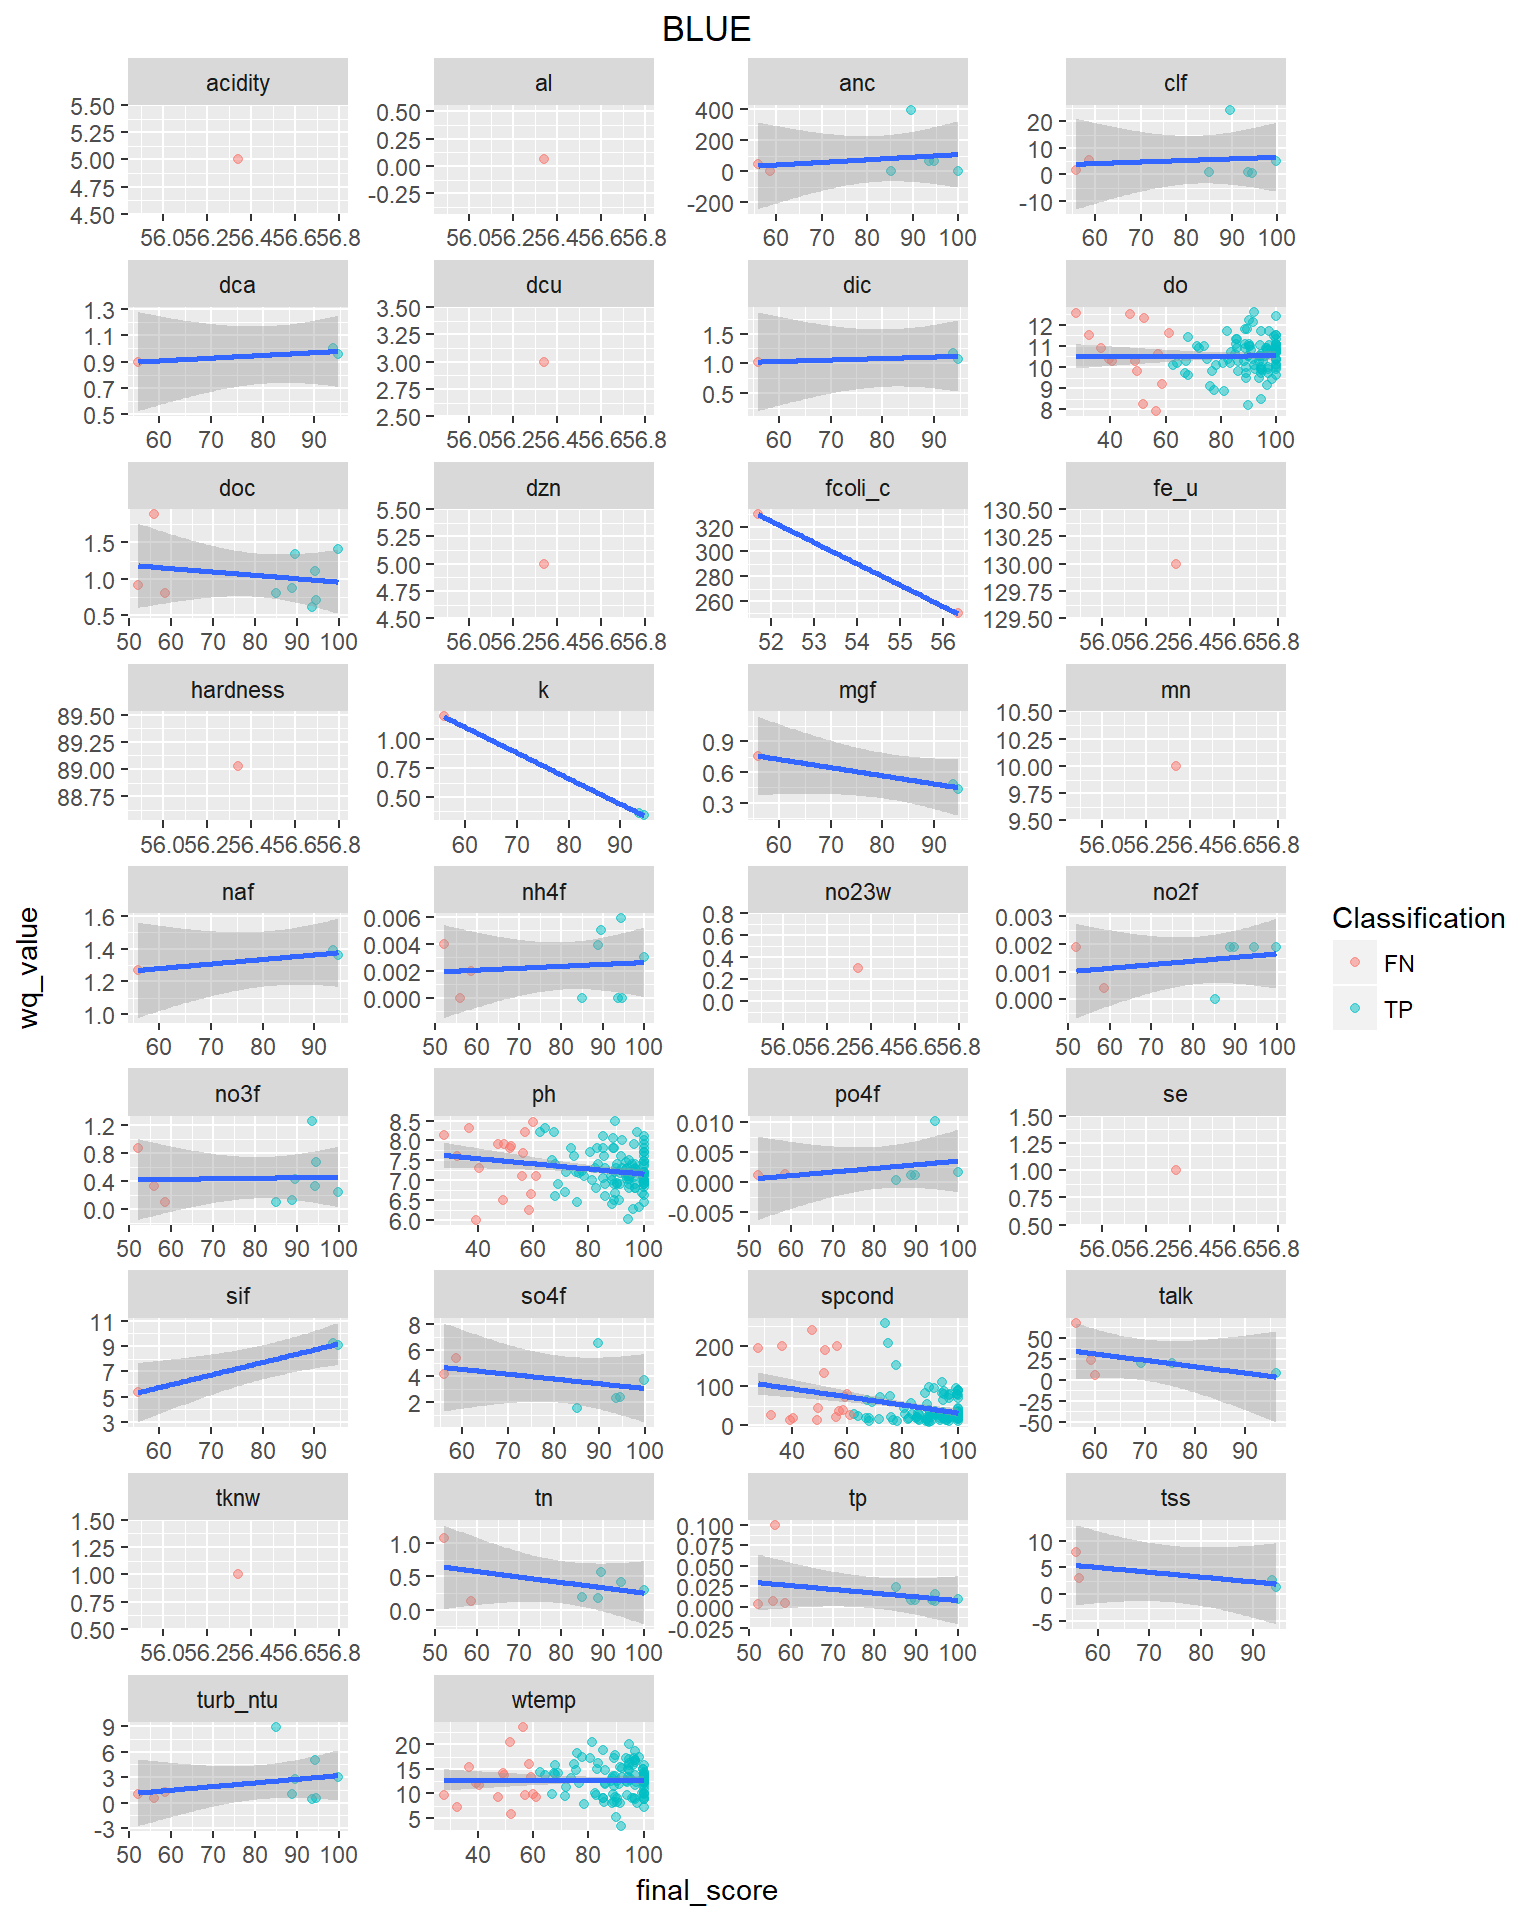 BLUE
acidity al anc clf
5.50 5.25 5.00 4.75 4.50
56.056.256.456.656.8
0.50 0.25 0.00 -0.25
56.056.256.456.656.8
400 200 0 -200
60 70 80 90 100
20 10 0 -10
60 70 80 90 100
dca dcu dic do
1.3 1.1 0.9 0.7 0.5
60 70 80 90
3.50 3.25 3.00 2.75 2.50
56.056.256.456.656.8
1.5 1.0 0.5
60 70 80 90
12 11 10 9 8
40 60 80 100
doc dzn fcoli_c fe_u
1.5 1.0 0.5
50 60 70 80 90 100
5.50 5.25 5.00 4.75 4.50
56.056.256.456.656.8
320 300 280 260
52 53 54 55 56
130.50 130.25 130.00 129.75 129.50
56.056.256.456.656.8
hardness k mgf mn
89.50 89.25 89.00 88.75
56.056.256.456.656.8
1.00 0.75 0.50
60 70 80 90
0.9 0.6 0.3
60 70 80 90
10.50 10.25 10.00 9.75 9.50
56.056.256.456.656.8
naf nh4f no23w no2f
1.6 1.4 1.2 1.0
60 70 80 90
0.006 0.004 0.002 0.000
50 60 70 80 90 100
0.8 0.6 0.4 0.2 0.0
56.056.256.456.656.8
0.003 0.002 0.001 0.000
50 60 70 80 90 100
no3f ph po4f se
1.2 0.8 0.4 0.0
50 60 70 80 90 100
8.5 8.0 7.5 7.0 6.5 6.0
40 60 80 100
0.010 0.005 0.000 -0.005
50 60 70 80 90 100
1.50 1.25 1.00 0.75 0.50
56.056.256.456.656.8
sif so4f spcond talk
11 9 7 5 3
60 70 80 90
8 6 4 2
60 70 80 90 100
200 100 0
40 60 80 100
50 25 0 -25 -50
60 70 80 90
tknw tn tp tss
1.50 1.25 1.00 0.75 0.50
56.056.256.456.656.8
1.0 0.5 0.0
50 60 70 80 90 100
0.100 0.075 0.050 0.025 0.000 -0.025
50 60 70 80 90 100
10 5 0 -5
60 70 80 90
turb_ntu wtemp
9 6 3 0 -3
50 60 70 80 90 100
20 15 10 5
40 60 80 100
final_score
wq_value
Classification
FN
TP